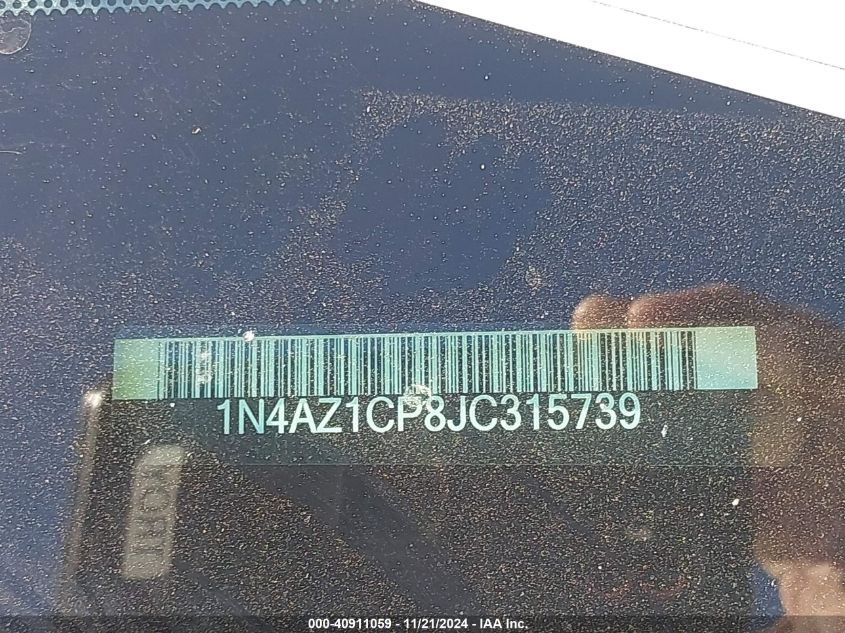 1N4AZ1CP8JC315739
000-40911059 - 11/21/2024 - IAA Inc.